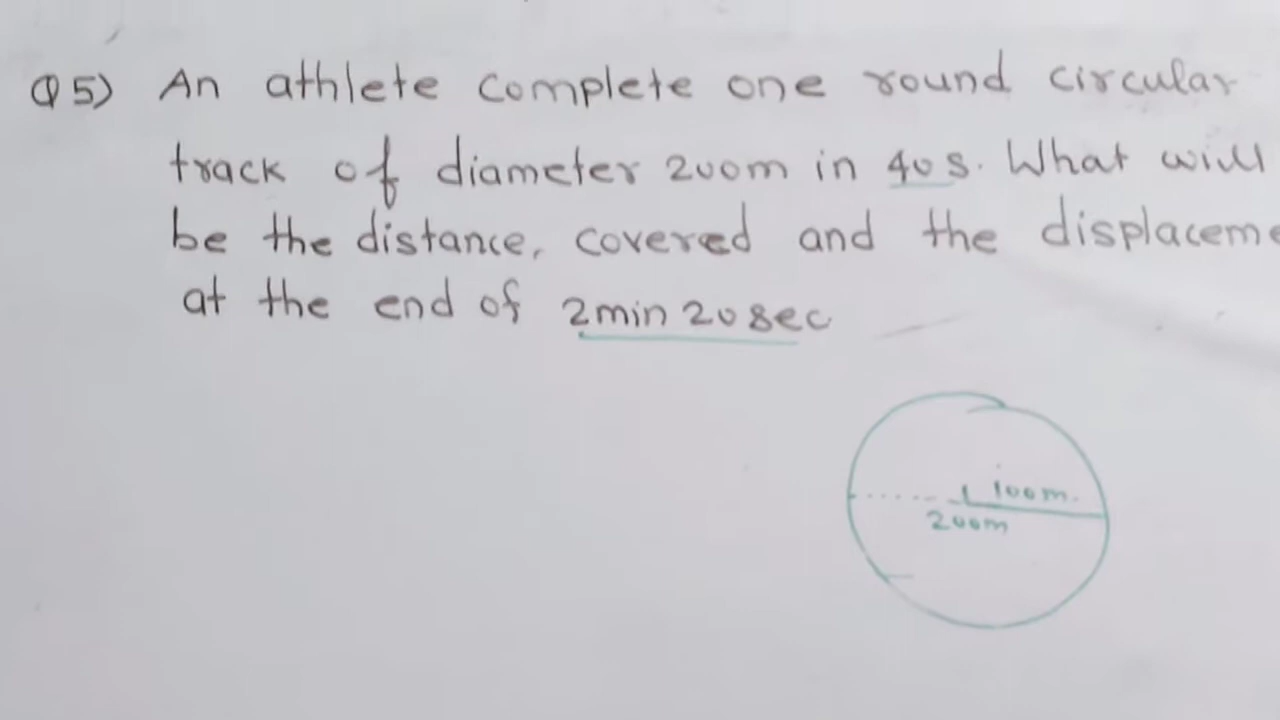 Q5) An athlete complete one round circular
track of diameter 200m in 40s. What will
be the distance, covered and the displaceme
at the end of 2min 20sec
100m.
200m